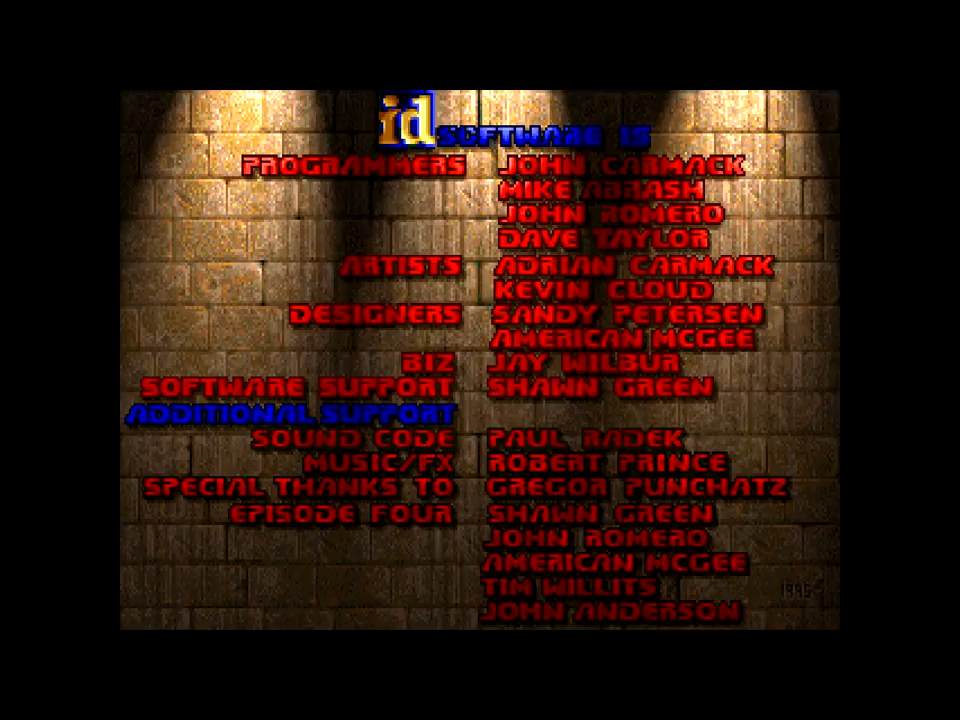 id SOFTWARE IS
PROGRAMMERS JOHN CARMACK
MIKE ABRASH
JOHN ROMERO
DAVE TAYLOR
ARTISTS ADRIAN CARMACK
KEVIN CLOUD
DESIGNERS SANDY PETERSEN
AMERICAN MCGEE
BIZ JAY WILBUR
SOFTWARE SUPPORT SHAWN GREEN
ADDITIONAL SUPPORT
SOUND CODE PAUL RADEK
MUSIC/FX ROBERT PRINCE
SPECIAL THANKS TO GREGOR PUNCHATZ
EPISODE FOUR SHAWN GREEN
JOHN ROMERO
AMERICAN MCGEE
TIM WILLITS
1995
JOHN ANDERSON